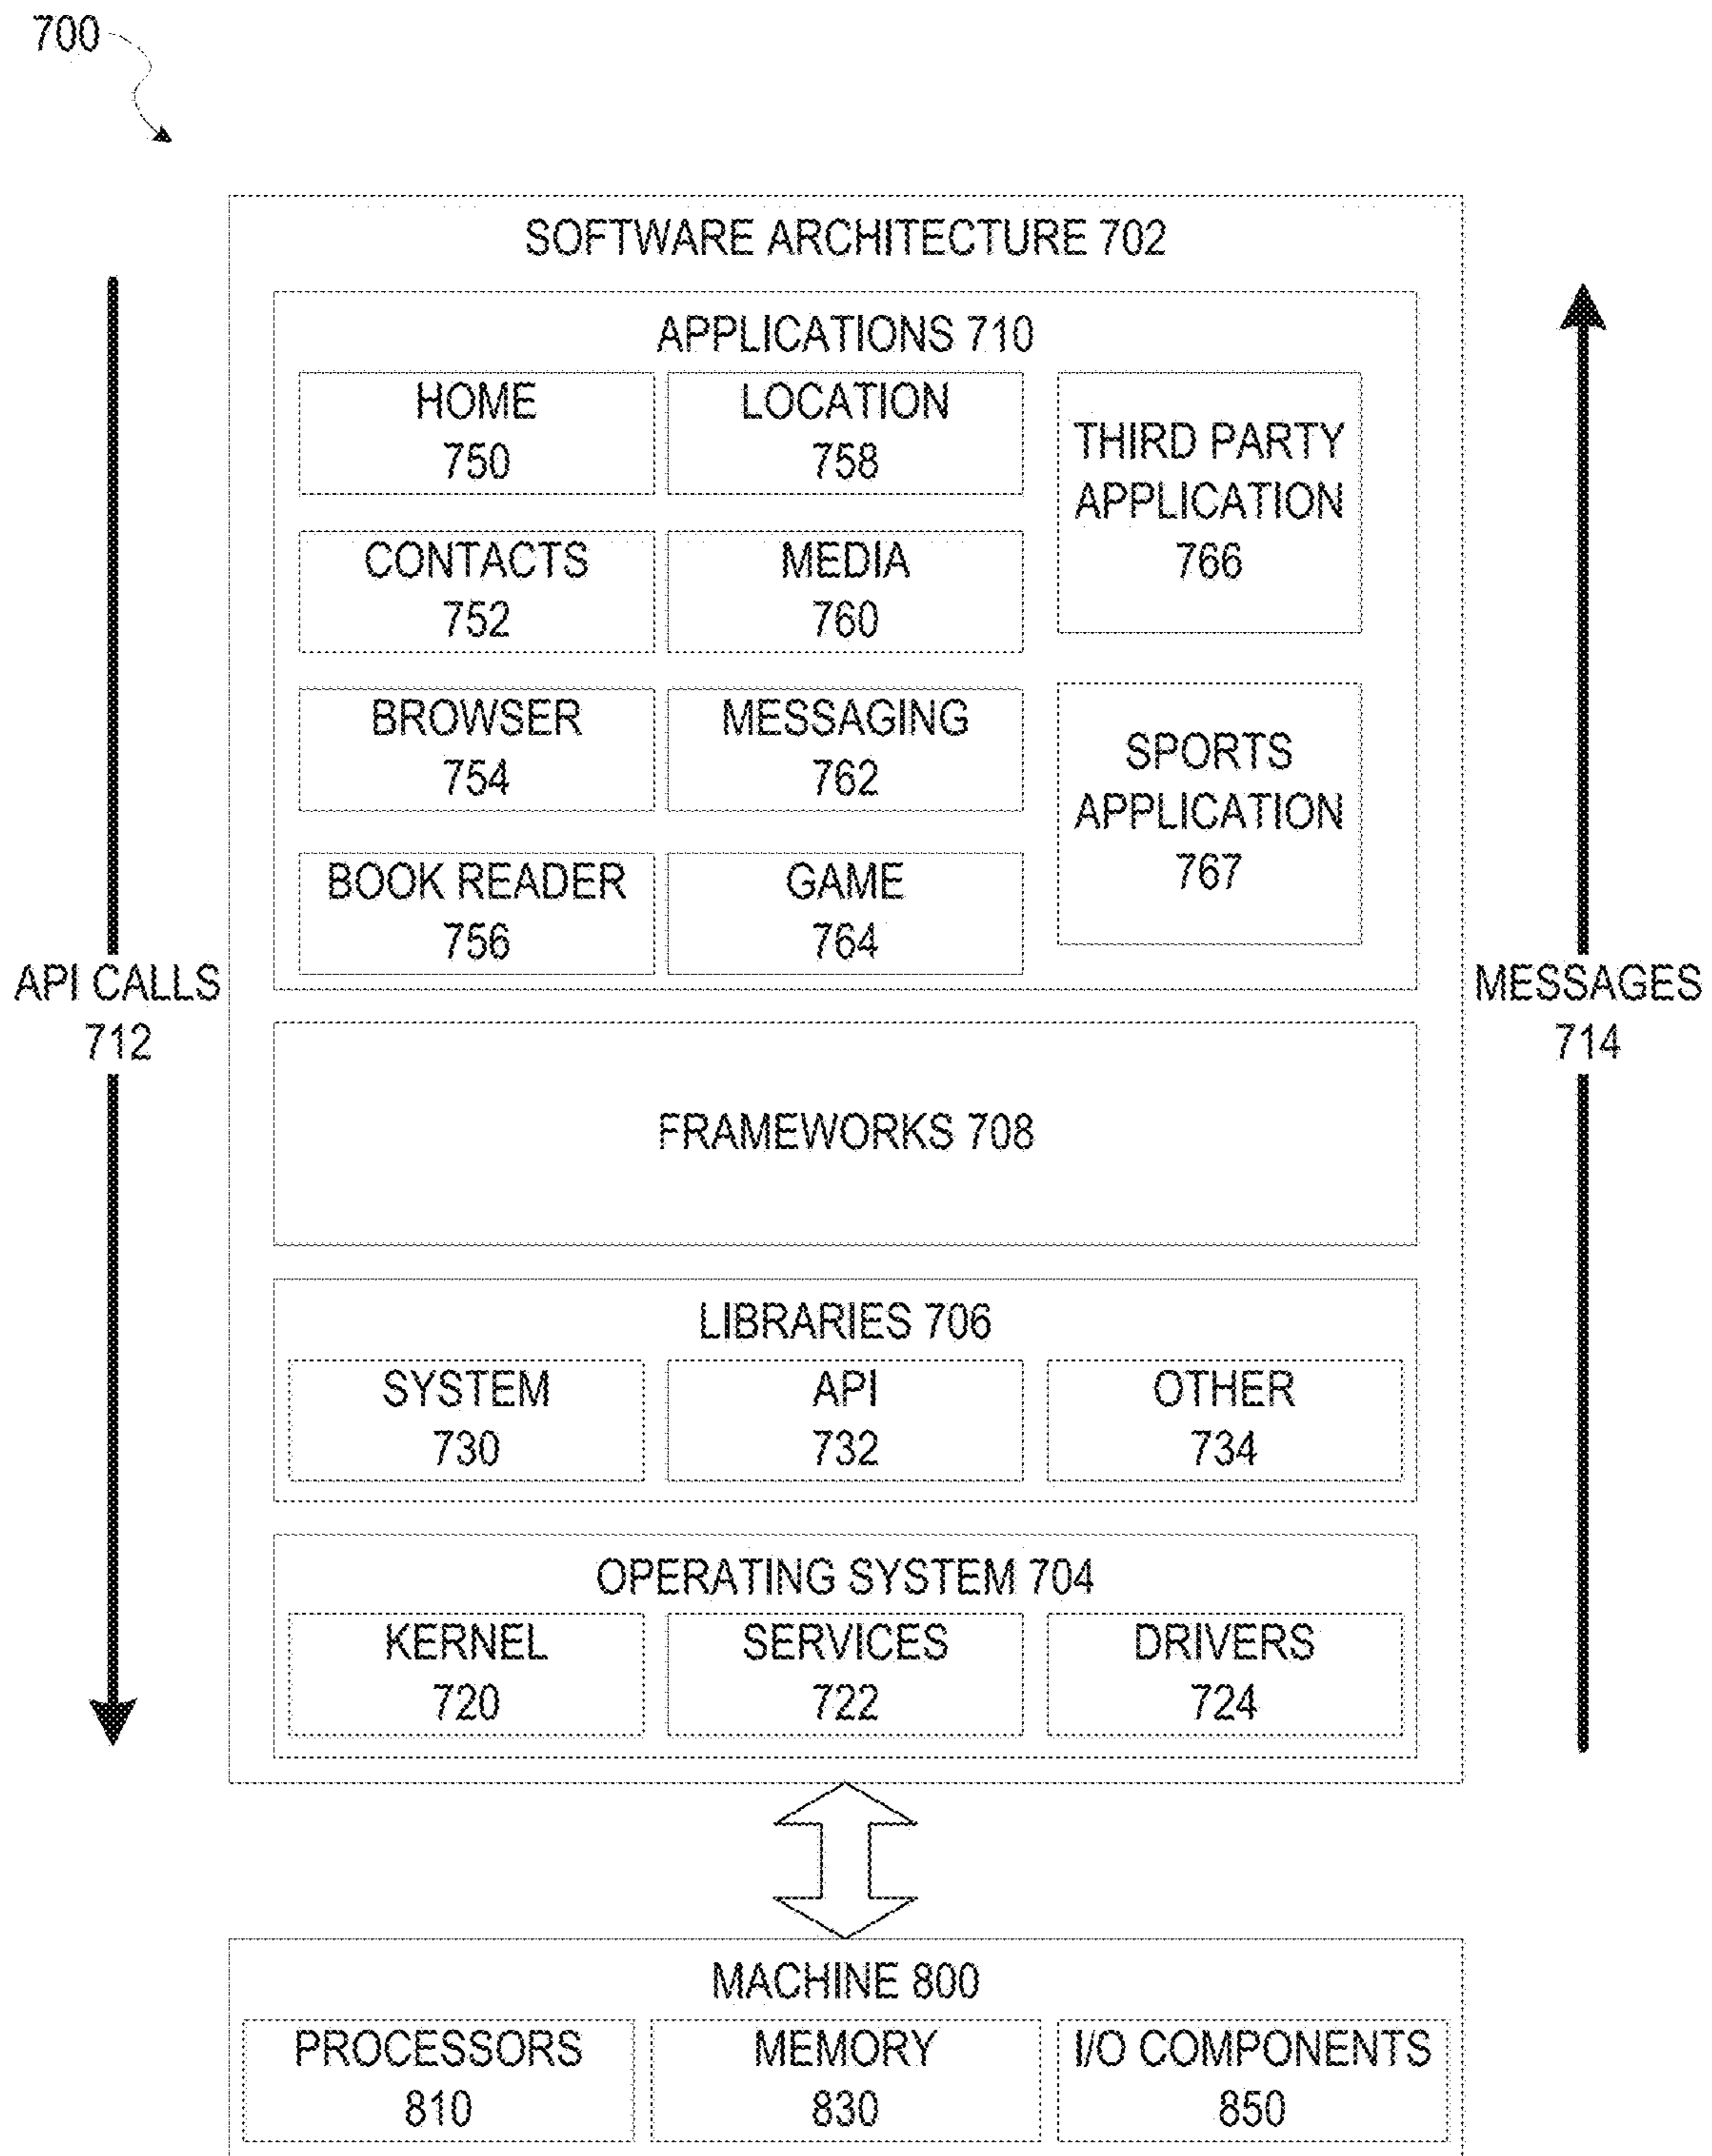 700
SOFTWARE ARCHITECTURE 702
APPLICATIONS 710
HOME
750
LOCATION
758
THIRD PARTY
APPLICATION
766
CONTACTS
752
MEDIA
760
BROWSER
754
MESSAGING
762
SPORTS
APPLICATION
767
BOOK READER
756
GAME
764
API CALLS
712
MESSAGES
714
FRAMEWORKS 708
LIBRARIES 706
SYSTEM
730
API
732
OTHER
734
OPERATING SYSTEM 704
KERNEL
720
SERVICES
722
DRIVERS
724
MACHINE 800
PROCESSORS
810
MEMORY
830
I/O COMPONENTS
850